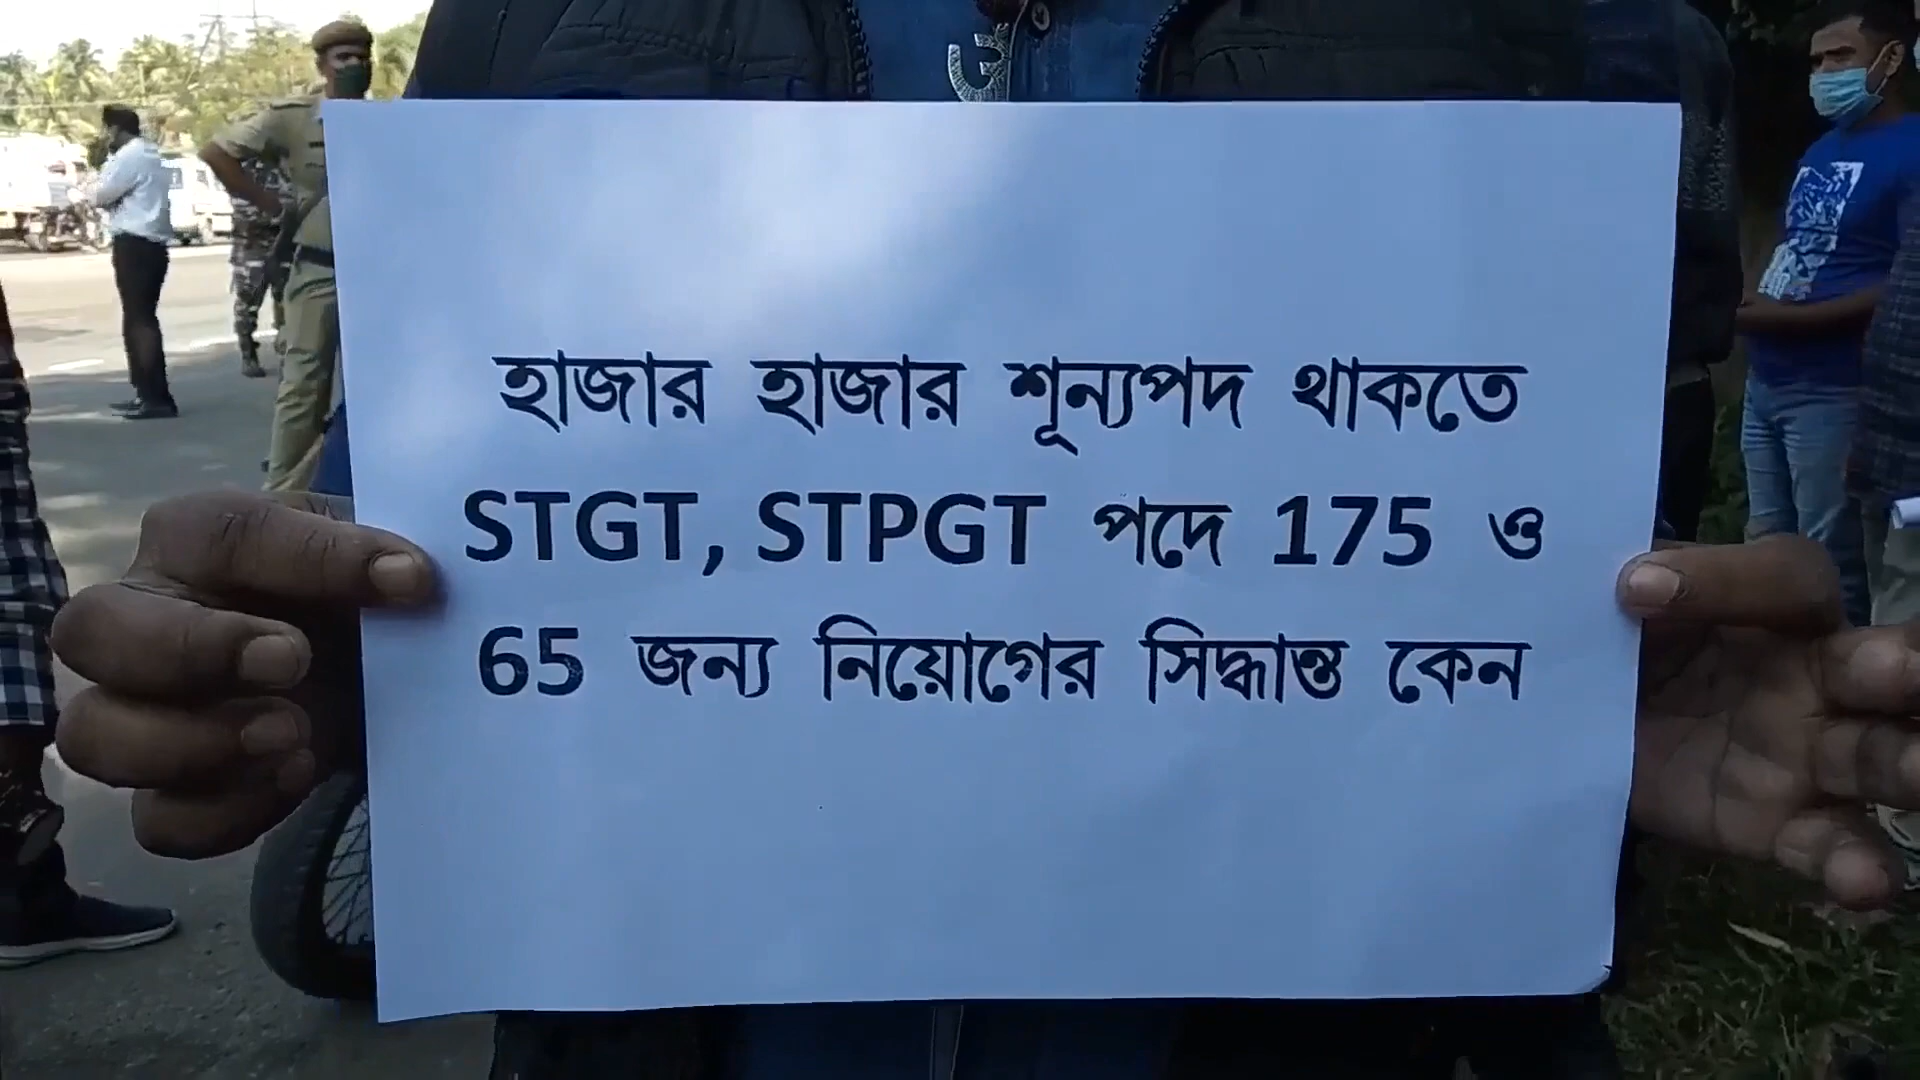 হাজার হাজার শূন্যপদ থাকতে
STGT, STPGT পদে 175 ও
65 জন্য নিয়োগের সিদ্ধান্ত কেন